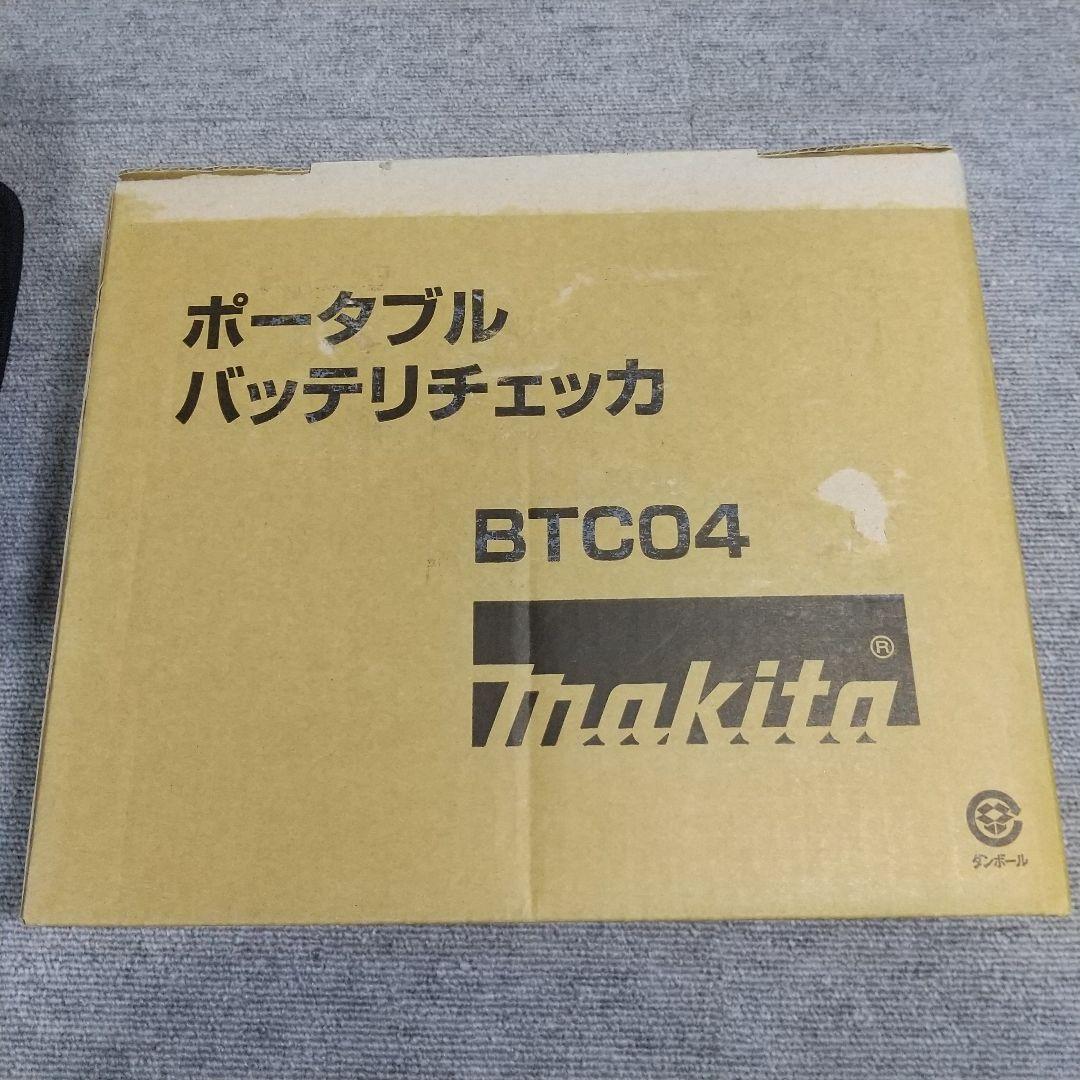 ポータブル
バッテリチェッカ
BTC04
makita®
ダンボール